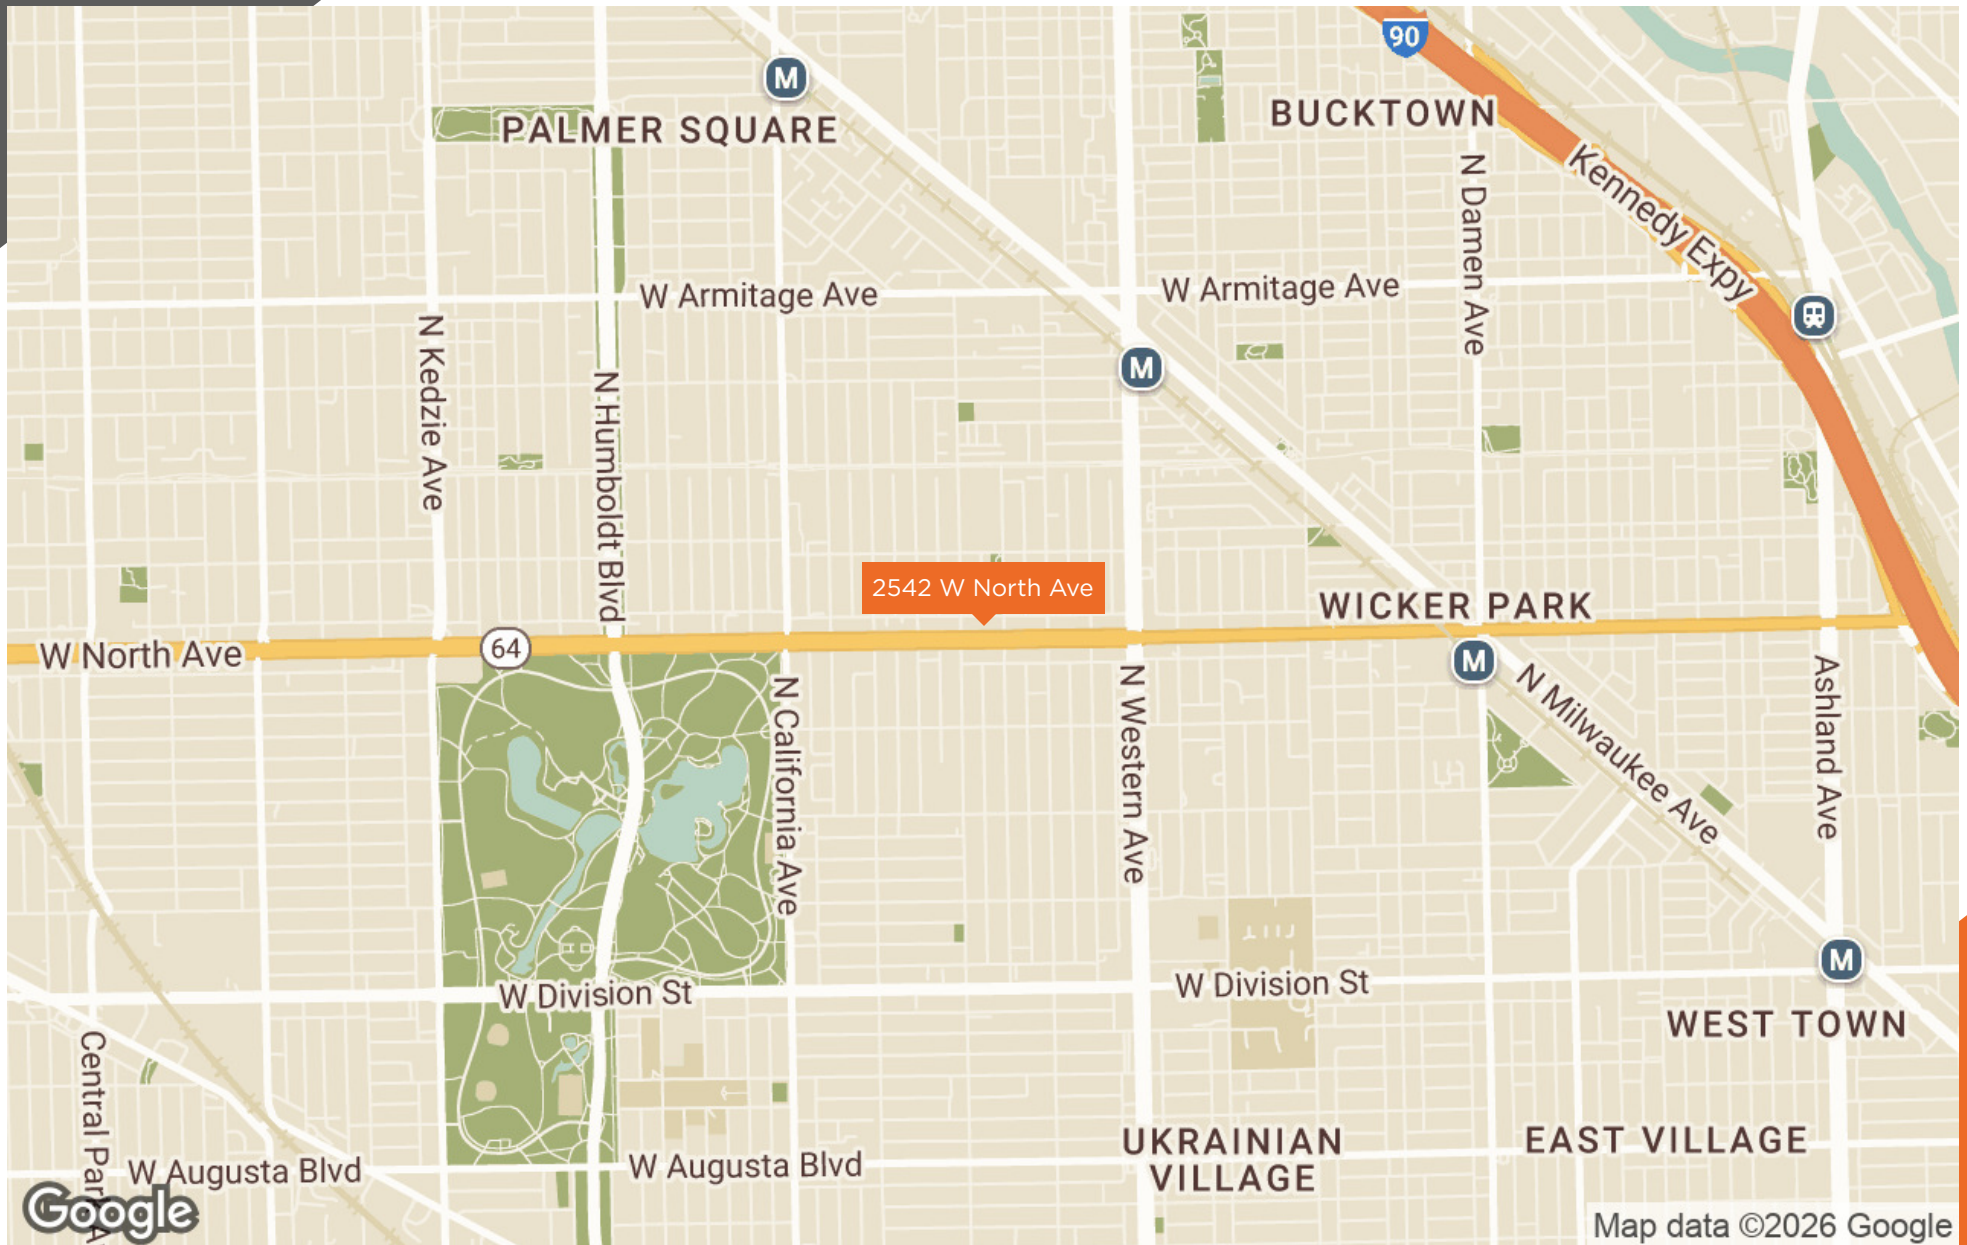 90
M
BUCKTOWN
PALMER SQUARE
Kennedy Expy
N Damen Ave
W Armitage Ave
W Armitage Ave
N Kedzie Ave
M
N Humboldt Blvd
2542 W North Ave
WICKER PARK
W North Ave
64
M
N Milwaukee Ave
Ashland Ave
N California Ave
N Western Ave
M
W Division St
W Division St
WEST TOWN
Central Park A
UKRAINIAN
VILLAGE
EAST VILLAGE
W Augusta Blvd
W Augusta Blvd
Google
Map data ©2026 Google